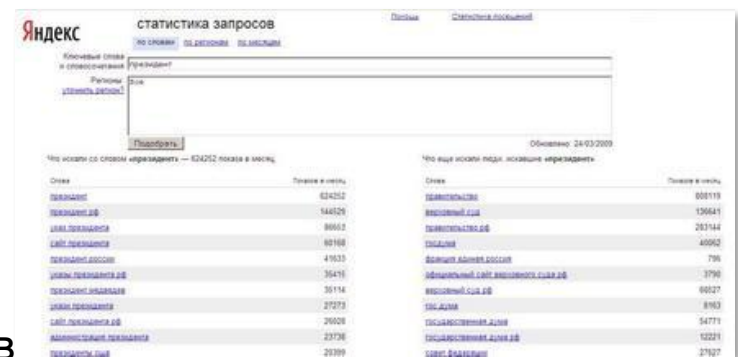 Помощь Статистика посещений
Яндекс статистика запросов
по словам по регионам по месяцам
Ключевые слова
и словосочетания президент
Регионы: Все
уточнить регион?
Подобрать
Обновлено: 24/03/2009
Что искали со словом «президент» — 624252 показа в месяц.
Что еще искали люди, искавшие «президент»
Слова Показов в месяц Слова Показов в месяц
президент 624252 правительство 808119
президент рф 144529 верховный суд 136641
указ президента 86653 правительство рф 283144
сайт президента 60168 госдума 40062
президент россии 41633 фракция единая россия 796
указы президента рф 35415 официальный сайт верховного суда рф 3790
президент медведев 35114 верховный суд рф 66527
указы президента 27273 гос дума 8163
сайт президента рф 26028 государственная дума 54771
администрация президента 23738 государственная дума рф 12221
президенты сша 20399 совет федерации 27627
в